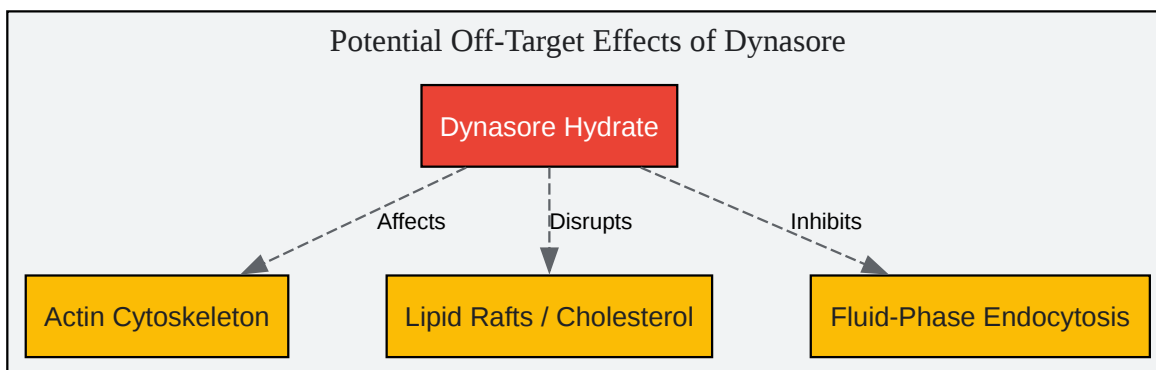 Potential Off-Target Effects of Dynasore
Dynasore Hydrate
Affects
Disrupts
Inhibits
Actin Cytoskeleton
Lipid Rafts / Cholesterol
Fluid-Phase Endocytosis